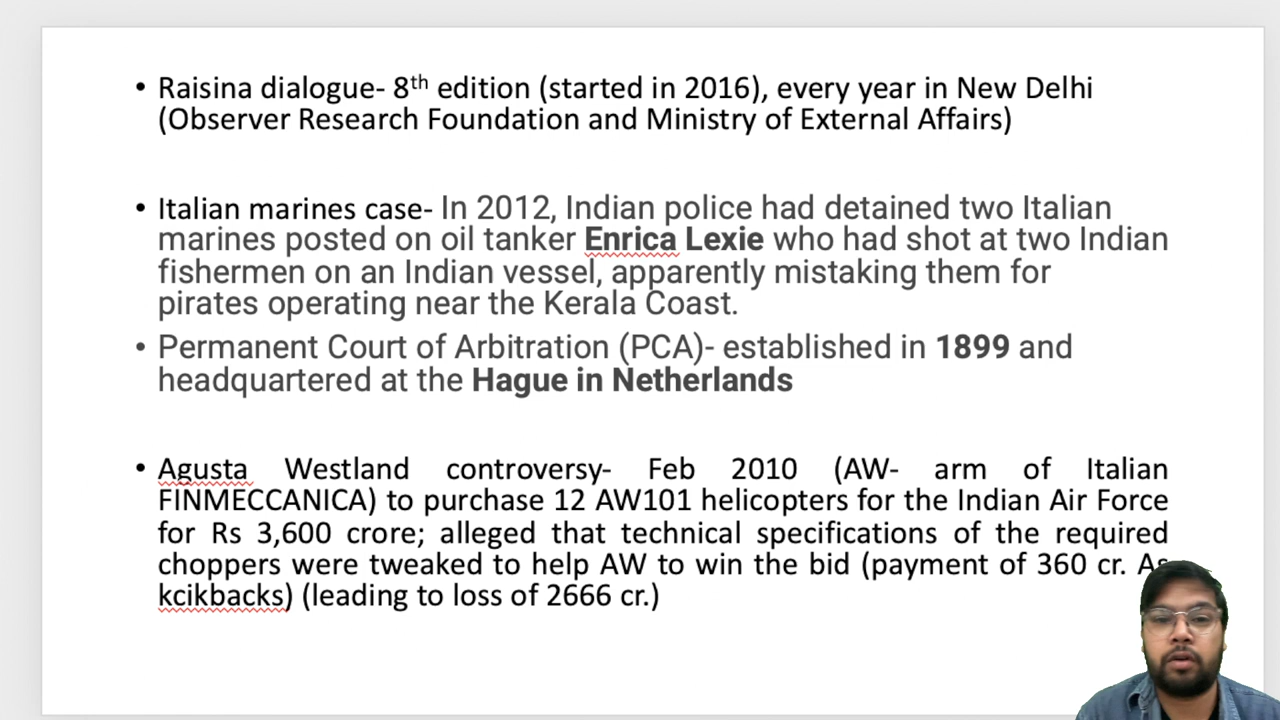 • Raisina dialogue- 8th edition (started in 2016), every year in New Delhi
(Observer Research Foundation and Ministry of External Affairs)
• Italian marines case- In 2012, Indian police had detained two Italian
marines posted on oil tanker Enrica Lexie who had shot at two Indian
fishermen on an Indian vessel, apparently mistaking them for
pirates operating near the Kerala Coast.
• Permanent Court of Arbitration (PCA)- established in 1899 and
headquartered at the Hague in Netherlands
• Agusta Westland controversy- Feb 2010 (AW- arm of Italian
FINMECCANICA) to purchase 12 AW101 helicopters for the Indian Air Force
for Rs 3,600 crore; alleged that technical specifications of the required
choppers were tweaked to help AW to win the bid (payment of 360 cr. As
kcikbacks) (leading to loss of 2666 cr.)